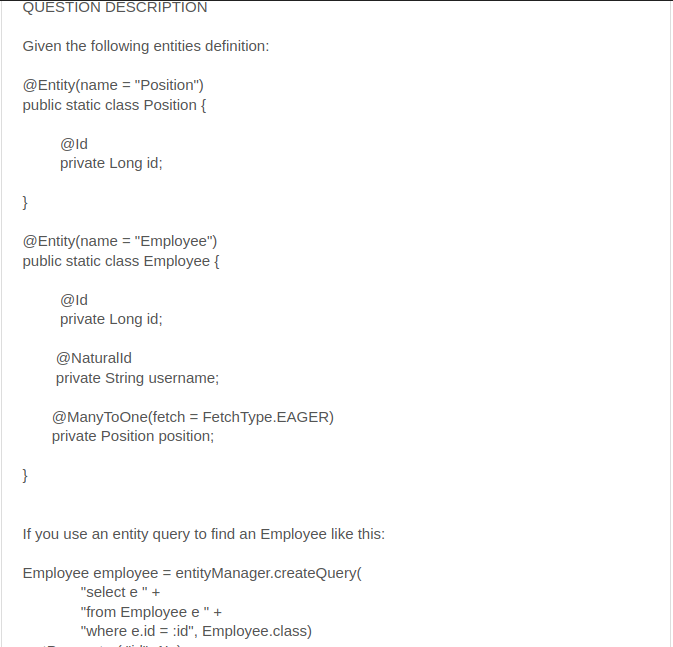 QUESTION DESCRIPTION
Given the following entities definition:
@Entity(name = "Position")
public static class Position {
@Id
private Long id;
}
@Entity(name = "Employee")
public static class Employee {
@Id
private Long id;
@NaturalId
private String username;
@ManyToOne(fetch = FetchType.EAGER)
private Position position;
}
If you use an entity query to find an Employee like this:
Employee employee = entityManager.createQuery(
"select e " +
"from Employee e " +
"where e.id = :id", Employee.class)